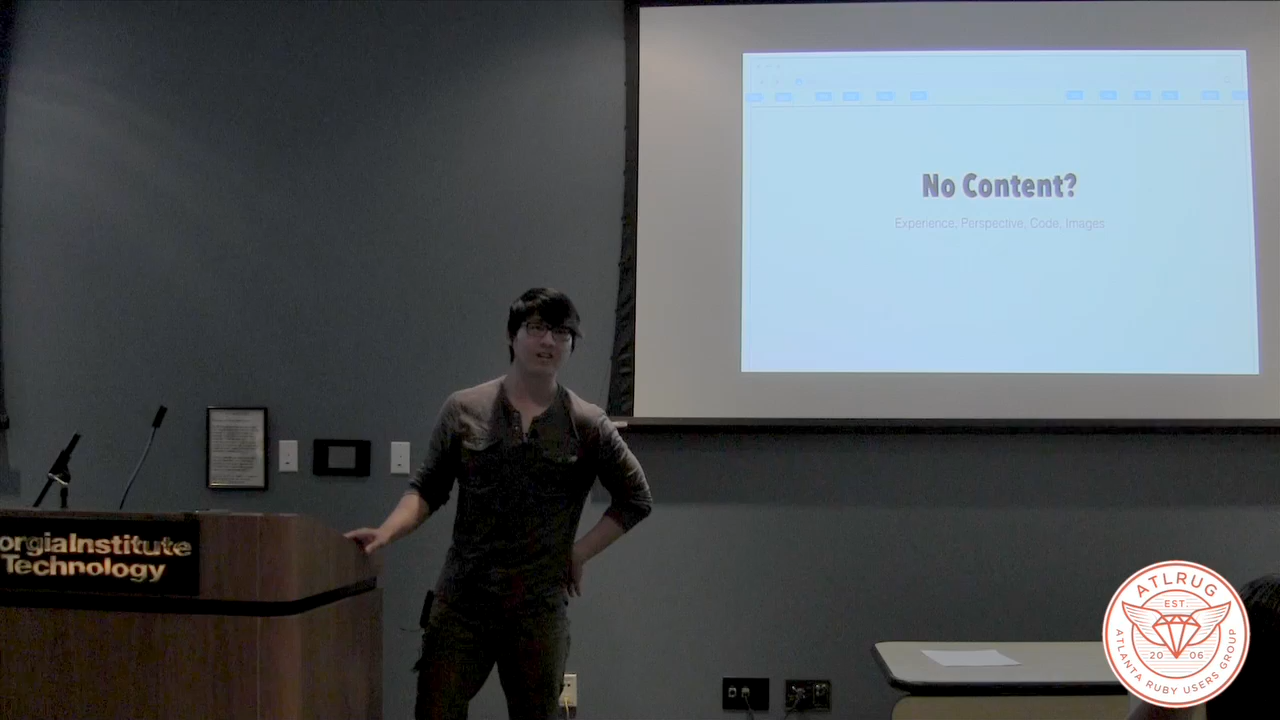 No Content?
Experience, Perspective, Code, Images
orgiaInstitute
Technology
ATLRUG
EST.
20 06
ATLANTA RUBY USERS GROUP